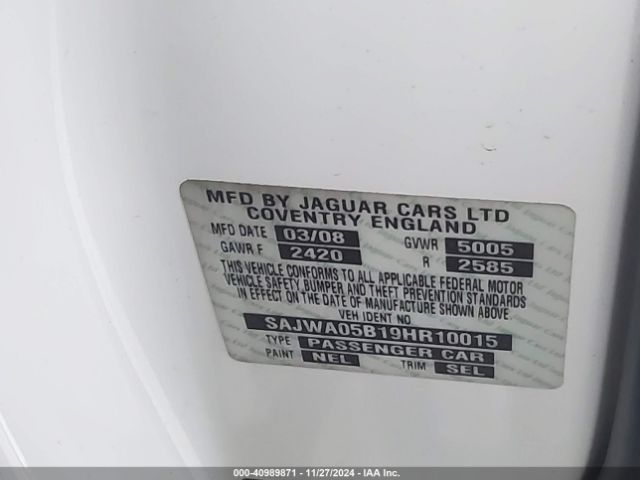 MFD BY JAGUAR CARS LTD
COVENTRY ENGLAND
MFD DATE 03/08 GVWR 5005
GAWR F 2420 R 2585
THIS VEHICLE CONFORMS TO ALL APPLICABLE FEDERAL MOTOR
VEHICLE SAFETY, BUMPER AND THEFT PREVENTION STANDARDS
IN EFFECT ON THE DATE OF MANUFACTURE SHOWN ABOVE.
VEH IDENT NO.
SAJWA05B19HR10015
TYPE PASSENGER CAR
PAINT NEL TRIM SEL
000-40989871 - 11/27/2024 - IAA Inc.